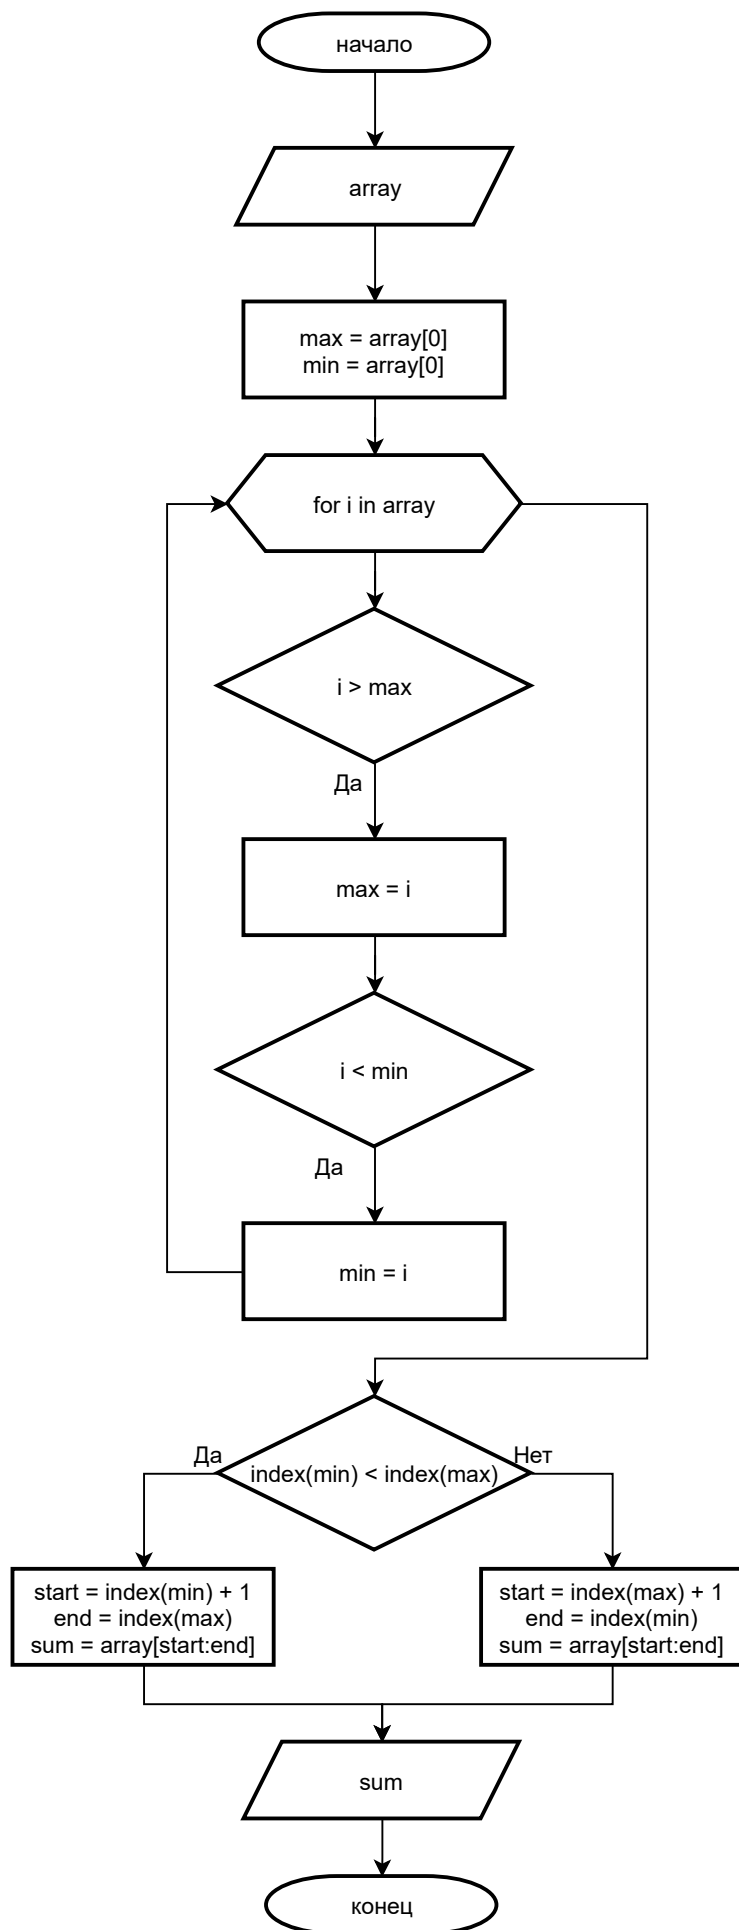 начало
array
max = array[0]
min = array[0]
for i in array
i > max
Да
max = i
i < min
Да
min = i
Да
index(min) < index(max)
Нет
start = index(min) + 1
end = index(max)
sum = array[start:end]
start = index(max) + 1
end = index(min)
sum = array[start:end]
sum
конец